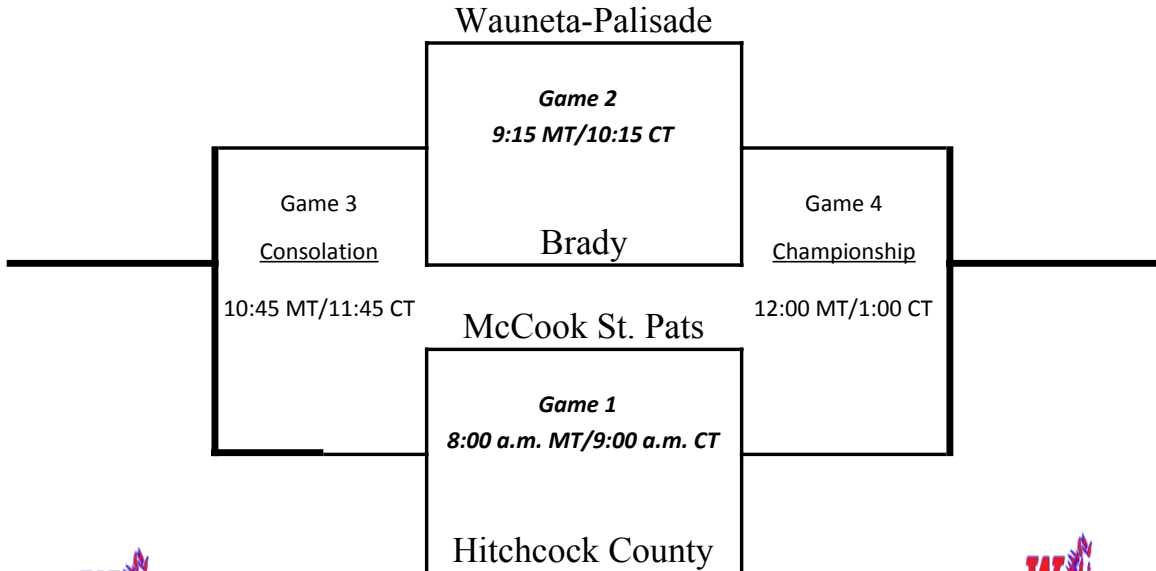 Wauneta-Palisade
Game 2
9:15 MT/10:15 CT
Game 3
Game 4
Consolation
Brady
Championship
10:45 MT/11:45 CT
12:00 MT/1:00 CT
McCook St. Pats
Game 1
8:00 a.m. MT/9:00 a.m. CT
Hitchcock County
W